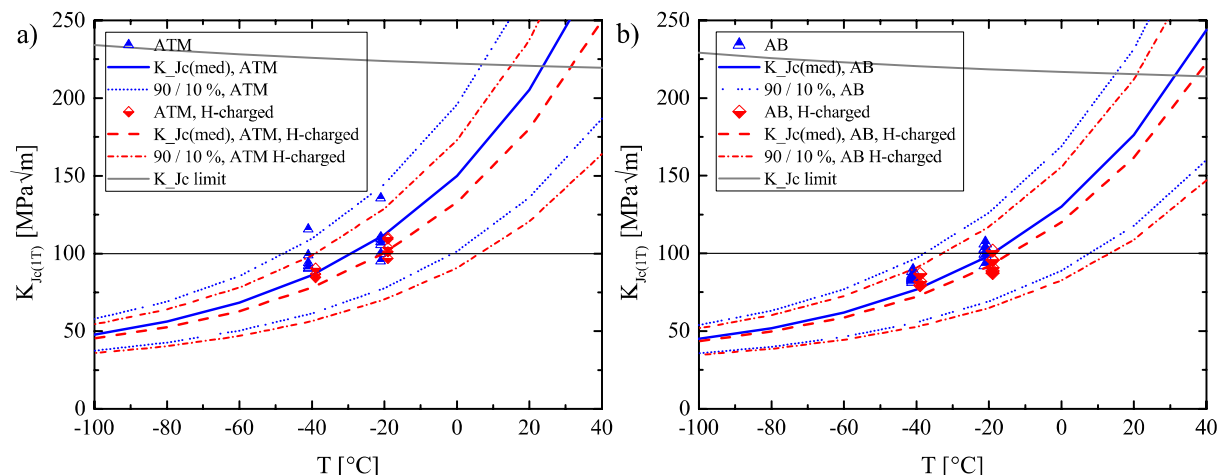 a)
250
200
150
100
50
0
K_Jc(1T) [MPa√m]
ATM
K_Jc(med), ATM
90 / 10 %, ATM
ATM, H-charged
K_Jc(med), ATM, H-charged
90 / 10 %, ATM H-charged
K_Jc limit
-100 -80 -60 -40 -20 0 20 40
T [°C]
b)
250
200
150
100
50
0
K_Jc(1T) [MPa√m]
AB
K_Jc(med), AB
90 / 10 %, AB
AB, H-charged
K_Jc(med), AB, H-charged
90 / 10 %, AB H-charged
K_Jc limit
-100 -80 -60 -40 -20 0 20 40
T [°C]